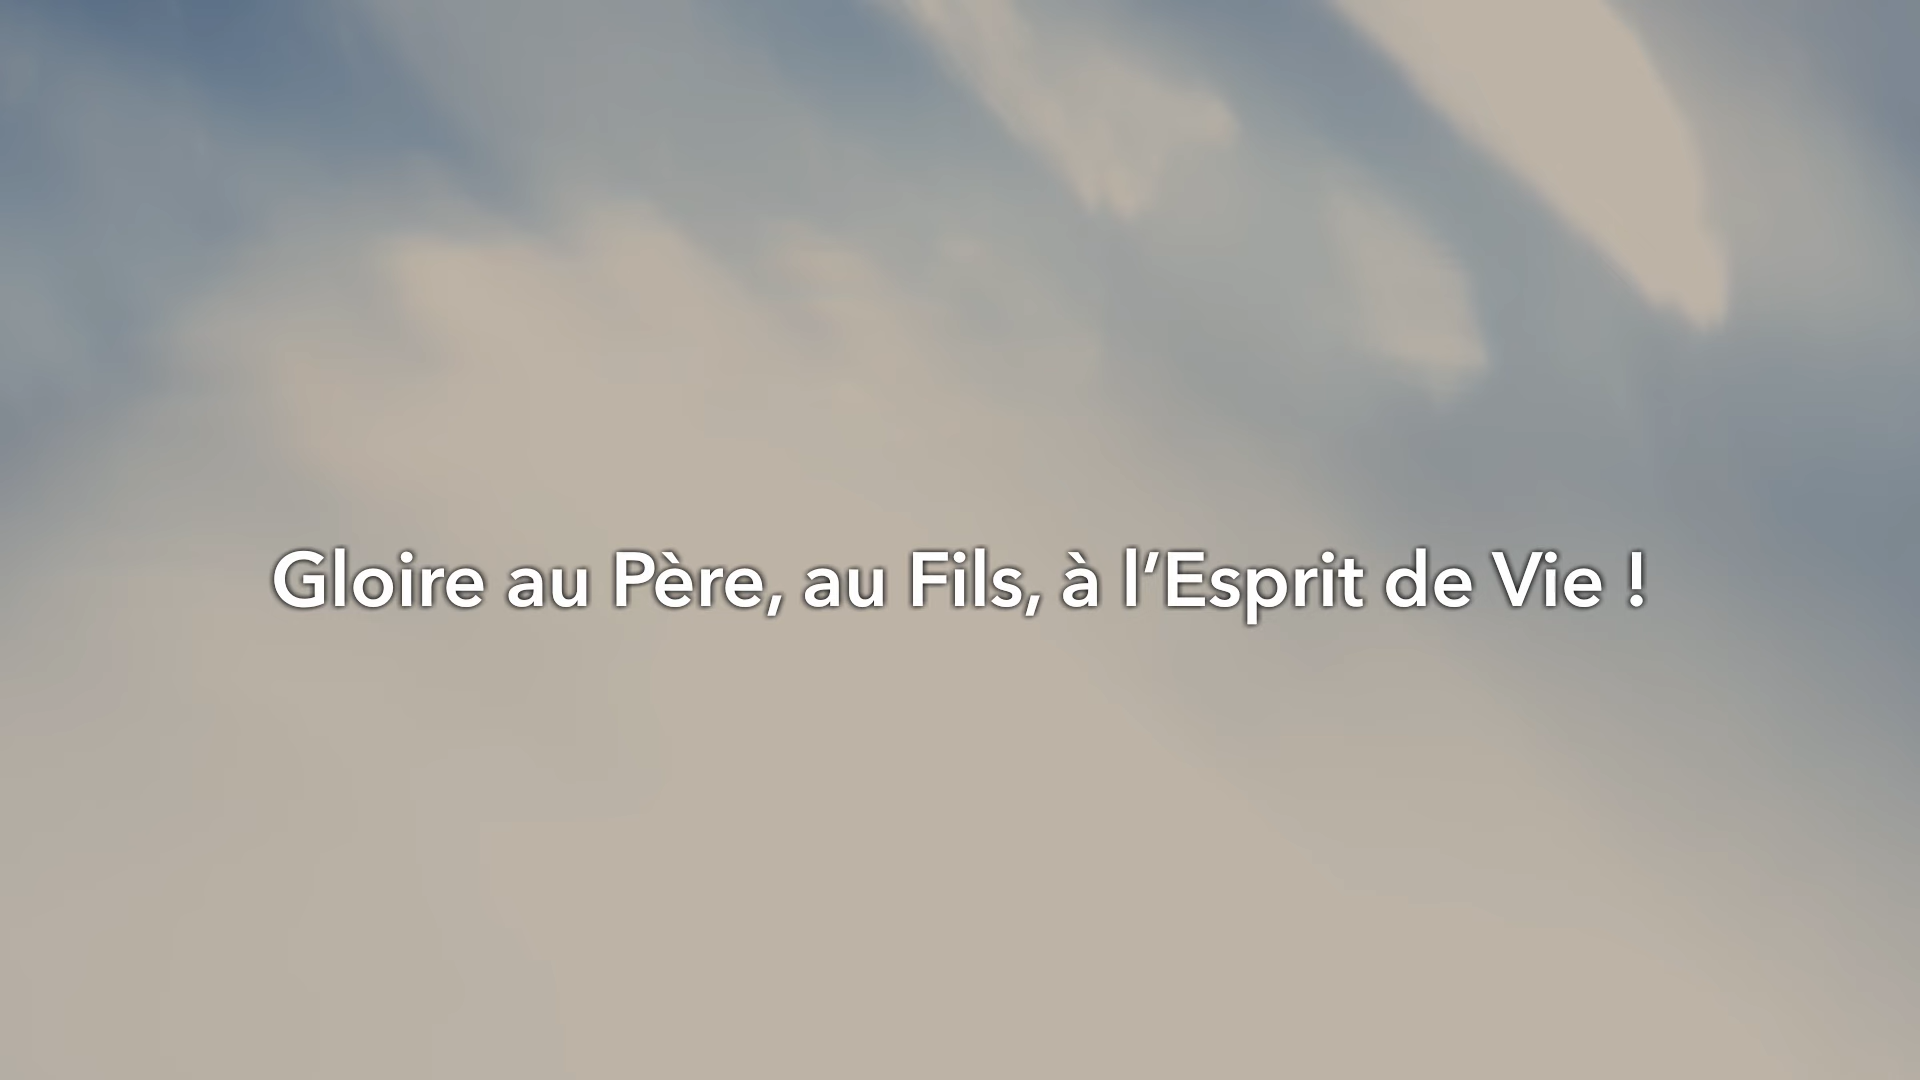 Gloire au Père, au Fils, à l’Esprit de Vie !